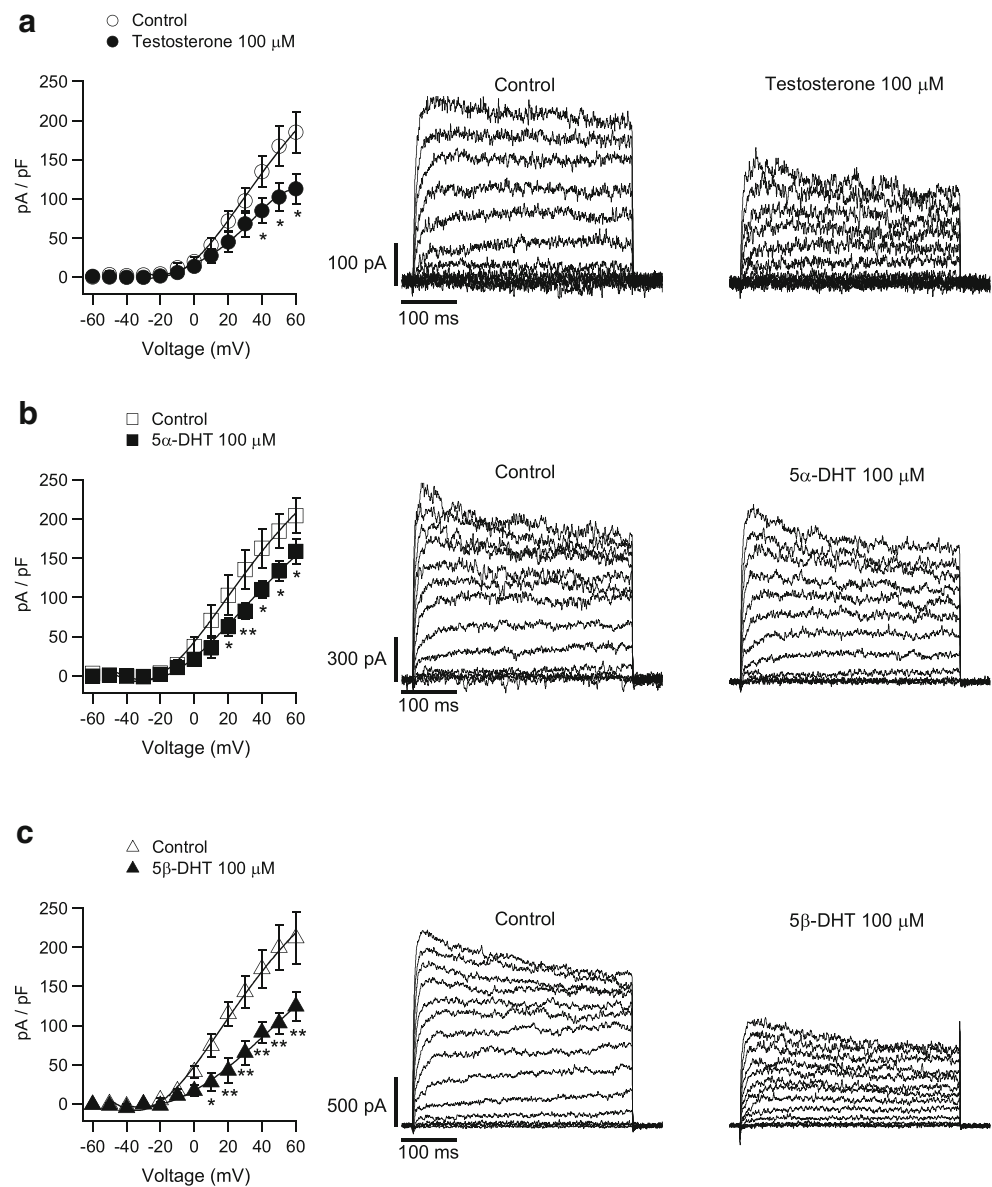 a
Control
Testosterone 100 μM
250
200
150
100
50
0
pA / pF
-60 -40 -20 0 20 40 60
Voltage (mV)
* * *
Control
Testosterone 100 μM
100 pA
100 ms
b
Control
5α-DHT 100 μM
250
200
150
100
50
0
pA / pF
-60 -40 -20 0 20 40 60
Voltage (mV)
* ** * * *
Control
5α-DHT 100 μM
300 pA
100 ms
c
Control
5β-DHT 100 μM
250
200
150
100
50
0
pA / pF
-60 -40 -20 0 20 40 60
Voltage (mV)
* ** ** ** ** **
Control
5β-DHT 100 μM
500 pA
100 ms